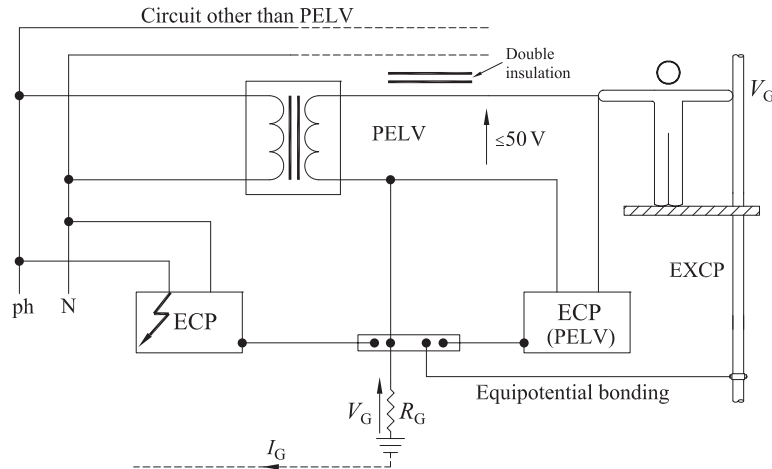 Circuit other than PELV
Double
insulation
V_G
PELV
≤50 V
EXCP
ph
N
ECP
ECP
(PELV)
Equipotential bonding
V_G
R_G
I_G